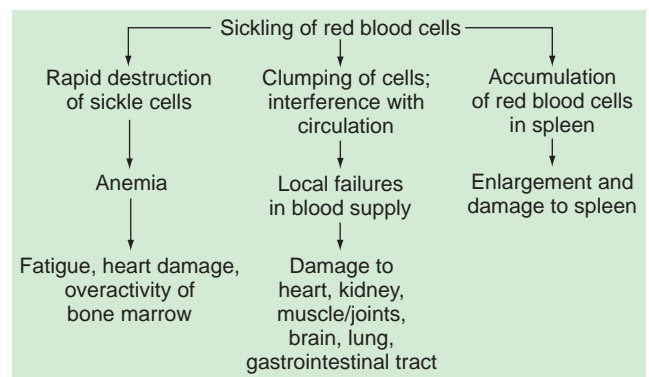 Sickling of red blood cells
Rapid destruction
of sickle cells
Anemia
Fatigue, heart damage,
overactivity of
bone marrow
Clumping of cells;
interference with
circulation
Local failures
in blood supply
Damage to
heart, kidney,
muscle/joints,
brain, lung,
gastrointestinal tract
Accumulation
of red blood cells
in spleen
Enlargement and
damage to spleen